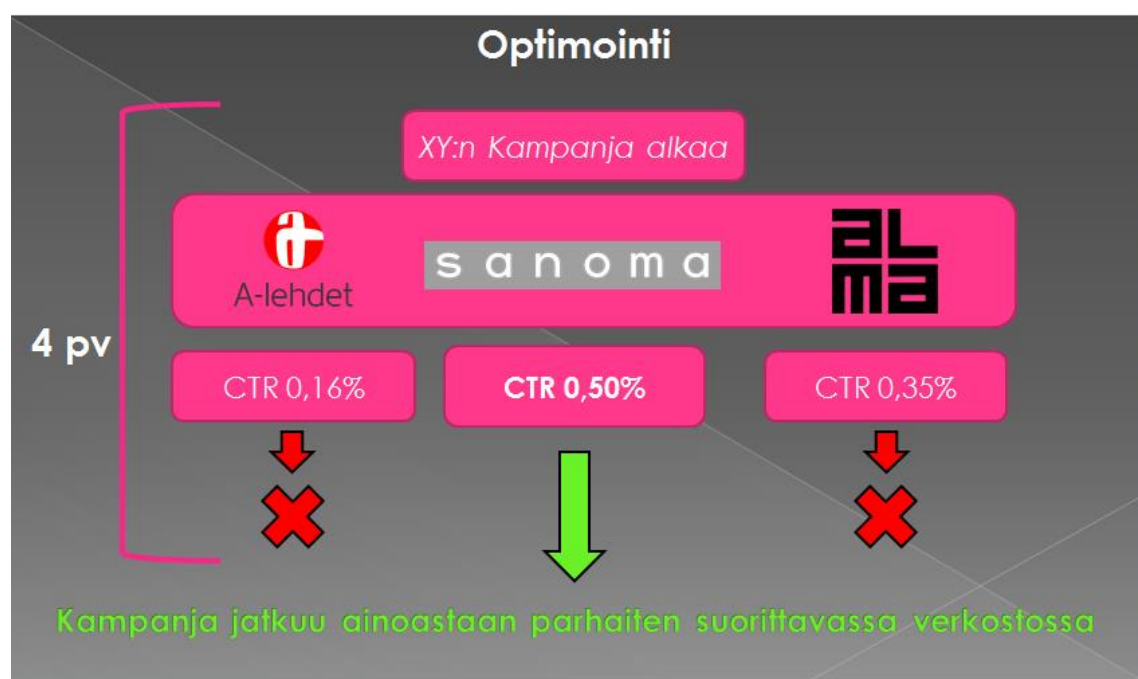 Optimointi
XY:n Kampanja alkaa
A-lehdet
sanoma
aLma
4 pv
CTR 0,16%
CTR 0,50%
CTR 0,35%
Kampanja jatkuu ainoastaan parhaiten suorittavassa verkostossa